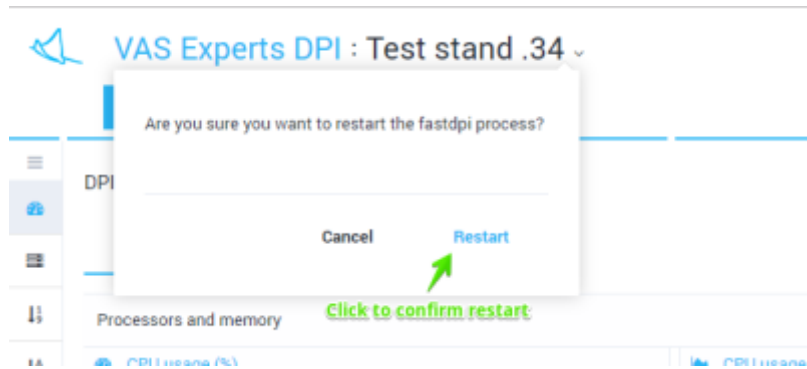 VAS Experts DPI : Test stand .34
Are you sure you want to restart the fastdpi process?
DPI
Cancel Restart
Click to confirm restart
Processors and memory
CPU usage (%)
CPU usage